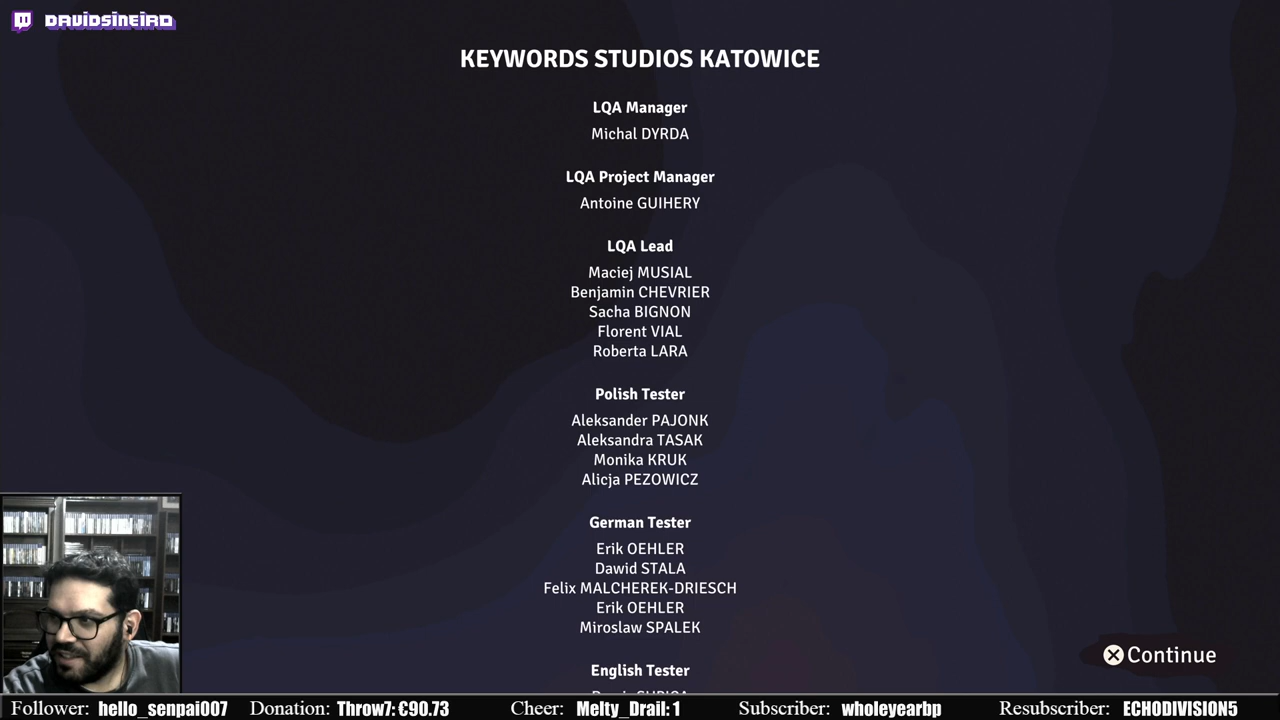 DAVIDSINEIRO
KEYWORDS STUDIOS KATOWICE
LQA Manager
Michal DYRDA
LQA Project Manager
Antoine GUIHERY
LQA Lead
Maciej MUSIAL
Benjamin CHEVRIER
Sacha BIGNON
Florent VIAL
Roberta LARA
Polish Tester
Aleksander PAJONK
Aleksandra TASAK
Monika KRUK
Alicja PEZOWICZ
German Tester
Erik OEHLER
Dawid STALA
Felix MALCHEREK-DRIESCH
Erik OEHLER
Miroslaw SPALEK
English Tester
Continue
Follower: hello_senpai007 Donation: Throw7: €90.73 Cheer: Melty_Drail: 1 Subscriber: wholeyearbp Resubscriber: ECHODIVISION5